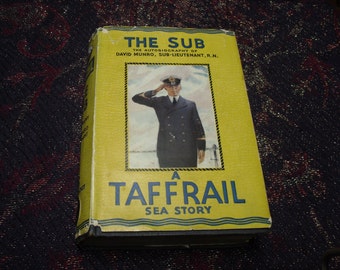 THE SUB
THE AUTOBIOGRAPHY OF
DAVID MUNRO, SUB-LIEUTENANT, R.N.
A
TAFFRAIL
SEA STORY